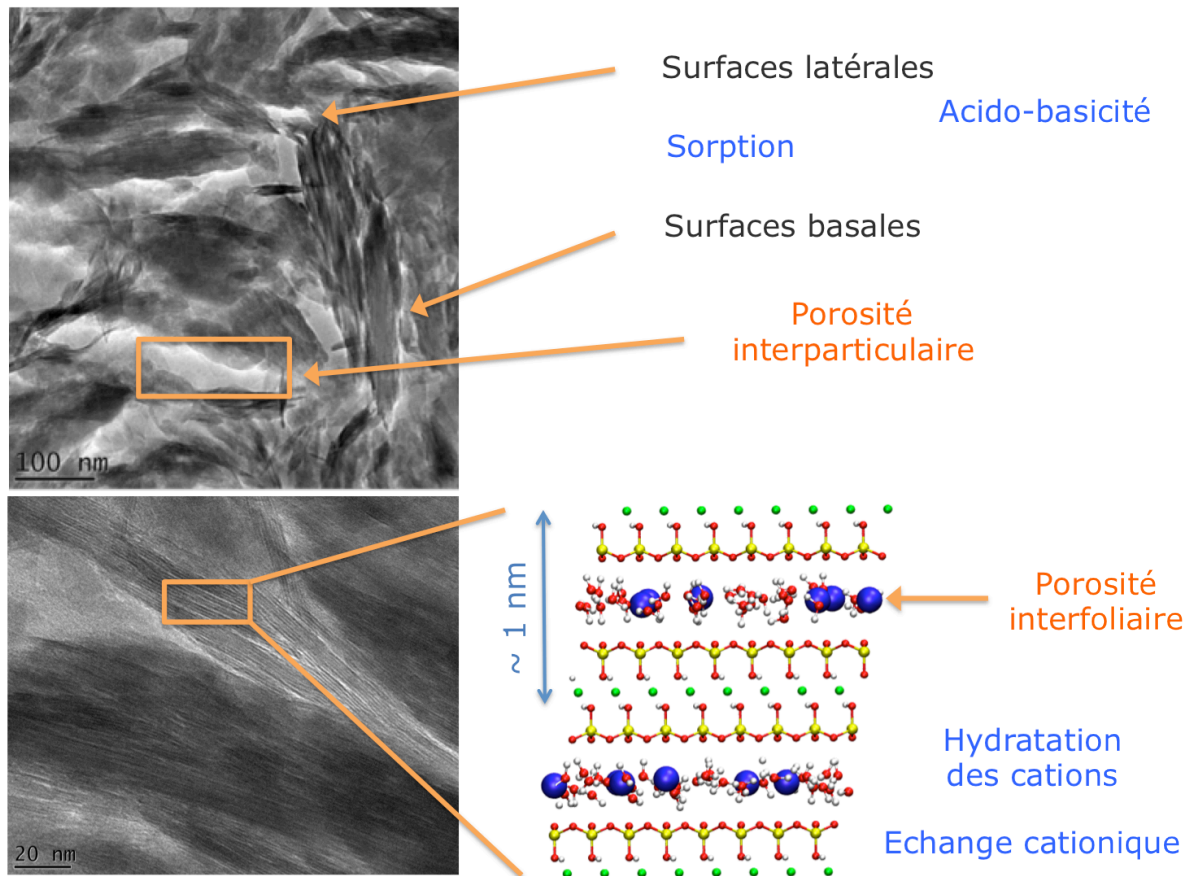 Surfaces latérales
Acido-basicité
Sorption
Surfaces basales
Porosité
interparticulaire
100 nm
~ 1 nm
Porosité
interfoliaire
Hydratation
des cations
Echange cationique
20 nm